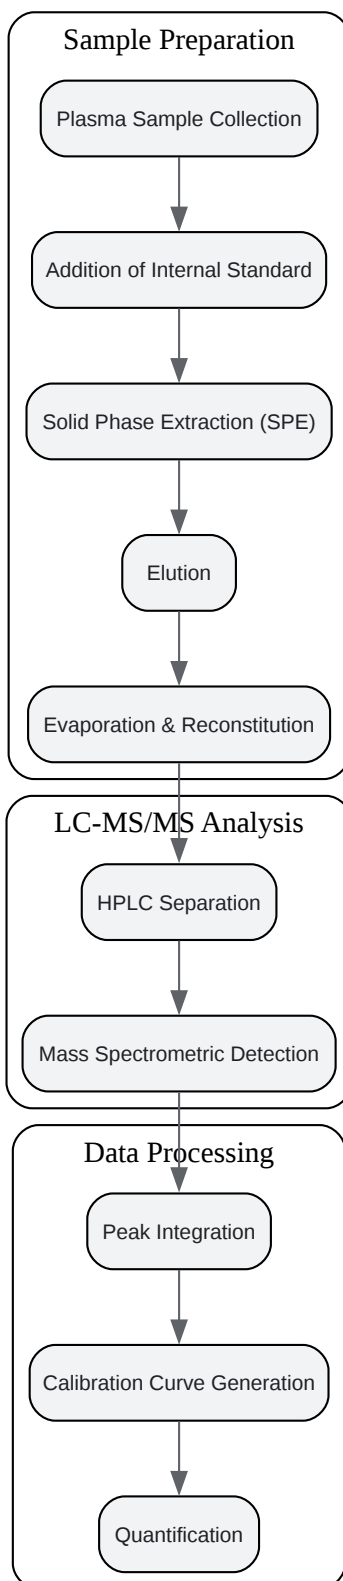 Sample Preparation
Plasma Sample Collection
Addition of Internal Standard
Solid Phase Extraction (SPE)
Elution
Evaporation & Reconstitution
LC-MS/MS Analysis
HPLC Separation
Mass Spectrometric Detection
Data Processing
Peak Integration
Calibration Curve Generation
Quantification